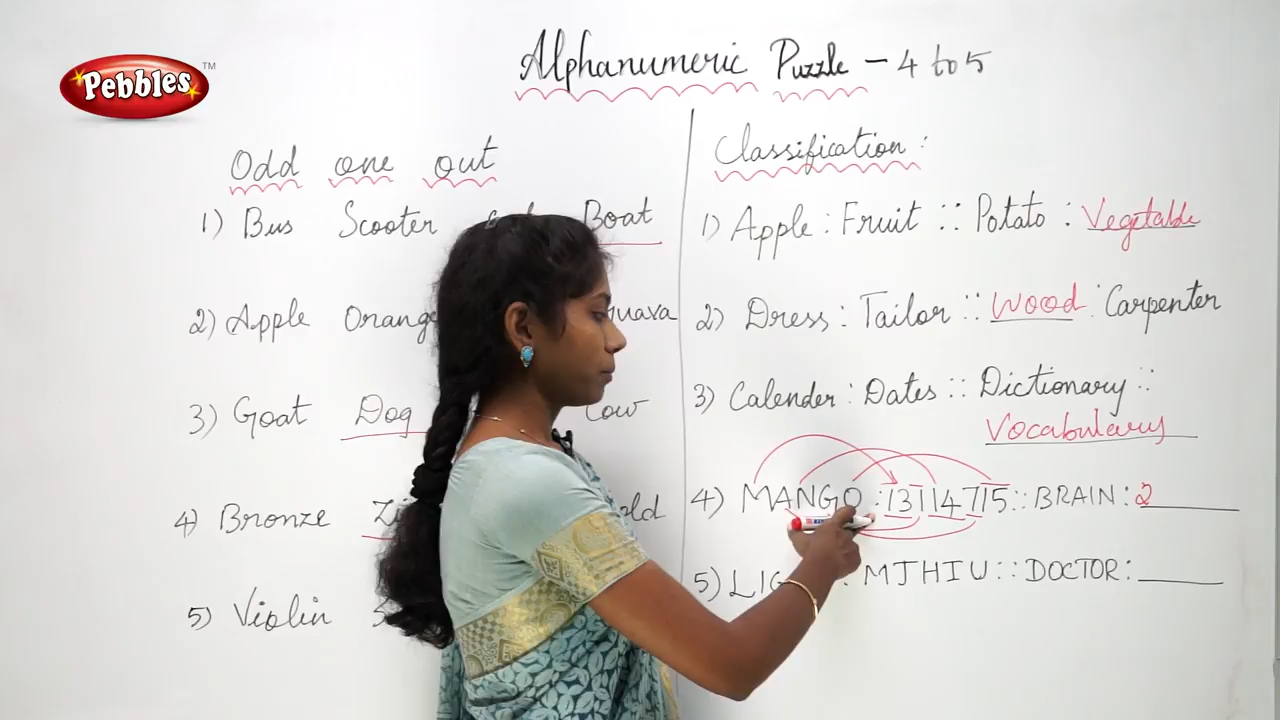 Pebbles TM
Alphanumeric Puzzle - 4 to 5
Odd one out
1) Bus Scooter Boat
2) Apple Orange
3) Goat Dog Cow
4) Bronze
5) Violin
Classification :
1) Apple : Fruit :: Potato : Vegetable
2) Dress : Tailor :: Wood : Carpenter
3) Calender : Dates :: Dictionary ::
Vocabulary
4) MANGO : 13114715 :: BRAIN : 2
5) : MJHIU :: DOCTOR :